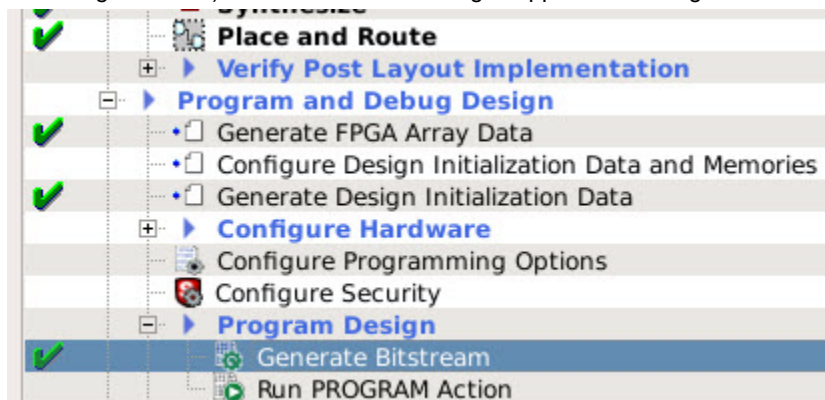 Synthesize
Place and Route
Verify Post Layout Implementation
Program and Debug Design
Generate FPGA Array Data
Configure Design Initialization Data and Memories
Generate Design Initialization Data
Configure Hardware
Configure Programming Options
Configure Security
Program Design
Generate Bitstream
Run PROGRAM Action